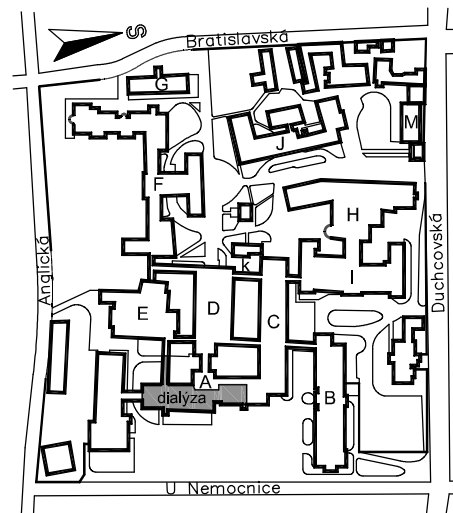 S
Bratislavská
G
M
J
F
H
k
I
Anglická
Duchcovská
E
D
C
A
B
dialýza
U Nemocnice